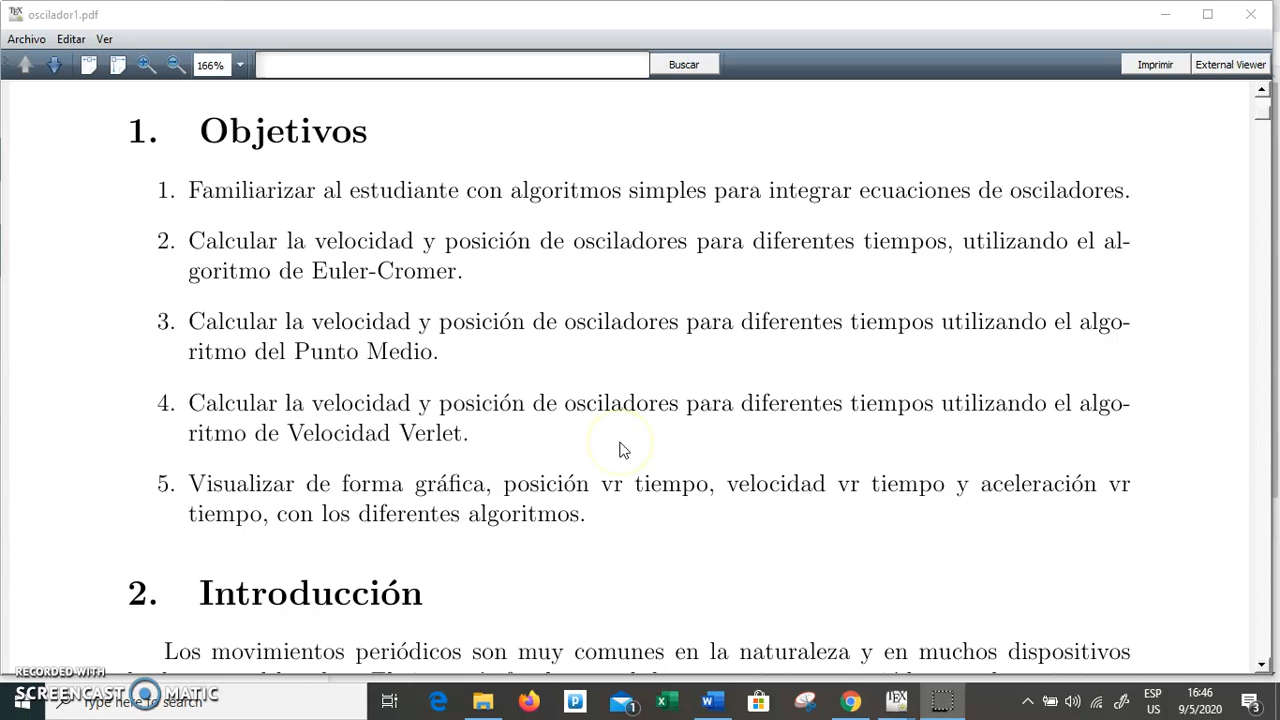 oscilador1.pdf
Archivo Editar Ver
166% Buscar Imprimir External Viewer
1. Objetivos
1. Familiarizar al estudiante con algoritmos simples para integrar ecuaciones de osciladores.
2. Calcular la velocidad y posición de osciladores para diferentes tiempos, utilizando el al-
goritmo de Euler-Cromer.
3. Calcular la velocidad y posición de osciladores para diferentes tiempos utilizando el algo-
ritmo del Punto Medio.
4. Calcular la velocidad y posición de osciladores para diferentes tiempos utilizando el algo-
ritmo de Velocidad Verlet.
5. Visualizar de forma gráfica, posición vr tiempo, velocidad vr tiempo y aceleración vr
tiempo, con los diferentes algoritmos.
2. Introducción
Los movimientos periódicos son muy comunes en la naturaleza y en muchos dispositivos
RECORDED WITH
SCREENCAST MATIC
Type here to search
ESP 16:46
US 9/5/2020